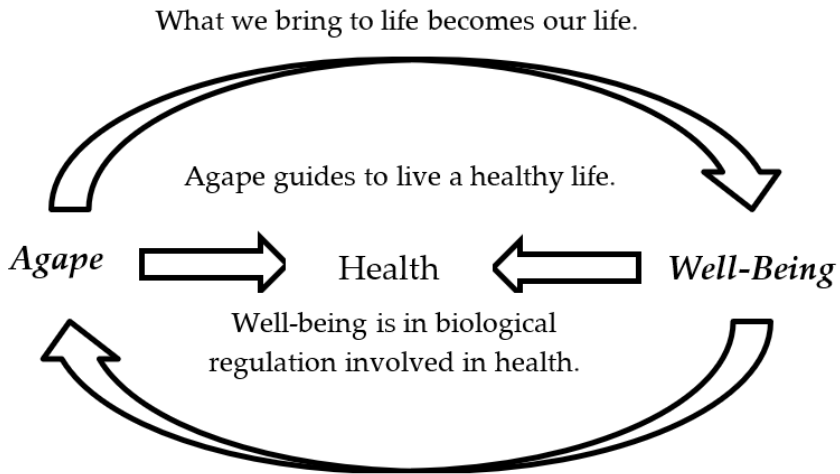 What we bring to life becomes our life.
Agape guides to live a healthy life.
Agape
Health
Well-Being
Well-being is in biological
regulation involved in health.